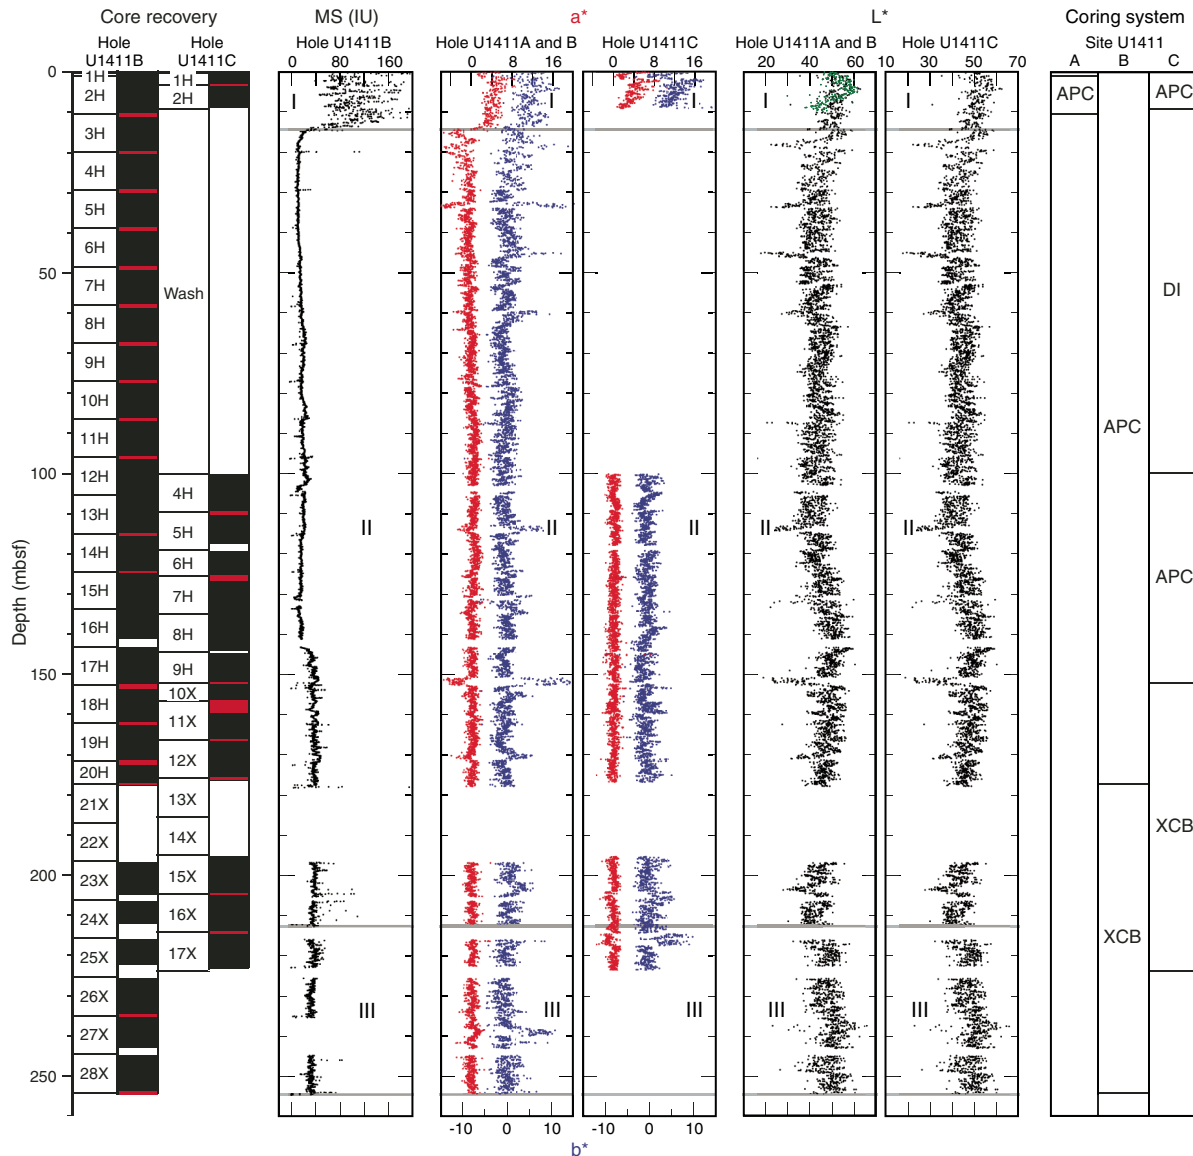 Core recovery MS (IU) a* L* Coring system
Hole U1411B Hole U1411C Hole U1411B Hole U1411A and B Hole U1411C Hole U1411A and B Hole U1411C Site U1411
0 80 160 0 8 16 0 8 16 20 40 60 10 30 50 70 A B C
0 1H 1H
2H 2H I I I I I APC APC
3H
4H
5H
6H
50
7H Wash DI
8H
9H
10H
11H APC
100 12H
4H
13H
5H II II II II II
14H
6H
15H 7H APC
16H 8H
150 17H 9H
10X
18H 11X
19H 12X
20H
21X 13X
22X 14X XCB
200 23X 15X
24X 16X
25X 17X XCB
26X III III III III III
27X
250 28X
Depth (mbsf)
-10 0 10 -10 0 10
b*